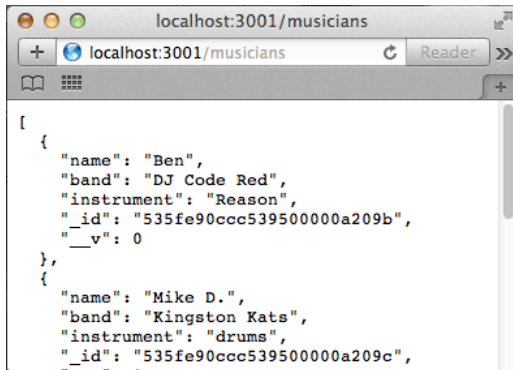 localhost:3001/musicians
localhost:3001/musicians
Reader
[
{
"name": "Ben",
"band": "DJ Code Red",
"instrument": "Reason",
"_id": "535fe90ccc539500000a209b",
"__v": 0
},
{
"name": "Mike D.",
"band": "Kingston Kats",
"instrument": "drums",
"_id": "535fe90ccc539500000a209c",